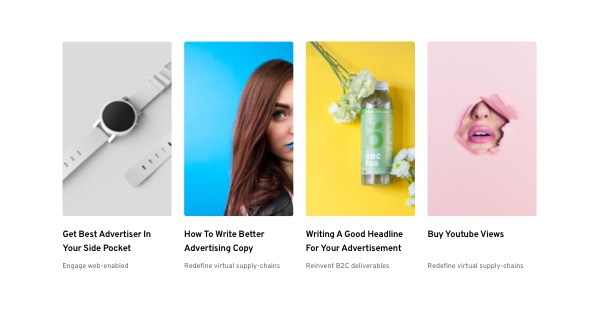 cac
tus
Get Best Advertiser In
Your Side Pocket
Engage web-enabled
How To Write Better
Advertising Copy
Redefine virtual supply-chains
Writing A Good Headline
For Your Advertisement
Reinvent B2C deliverables
Buy Youtube Views
Redefine virtual supply-chains